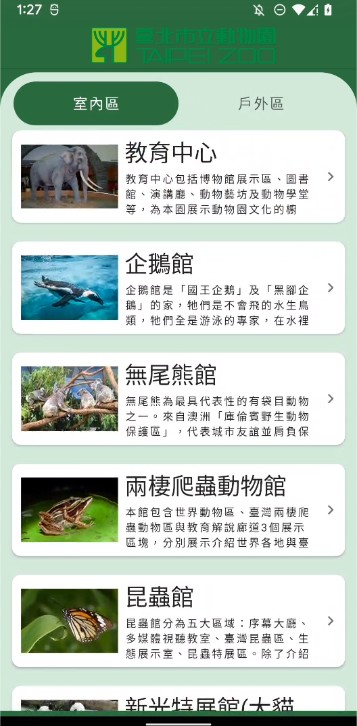 1:27
臺北市立動物園
TAIPEI ZOO
室內區
戶外區
教育中心
教育中心包括博物館展示區、圖書
館、演講廳、動物藝坊及動物學堂
等，為本園展示動物園文化的櫥
企鵝館
企鵝館是「國王企鵝」及「黑腳企
鵝」的家，牠們是不會飛的水生鳥
類，牠們全是游泳的專家，在水裡
無尾熊館
無尾熊為最具代表性的有袋目動物
之一。來自澳洲「庫倫賓野生動物
保護區」，代表城市友誼並肩負保
兩棲爬蟲動物館
本館包含世界動物區、臺灣兩棲爬
蟲動物區與教育解說廊道3個展示
區塊，分別展示介紹世界各地與臺
昆蟲館
昆蟲館分為五大區域：序幕大廳、
多媒體視聽教室、臺灣昆蟲區、生
態展示室、昆蟲特展區。除了介紹
新光特展館(大貓